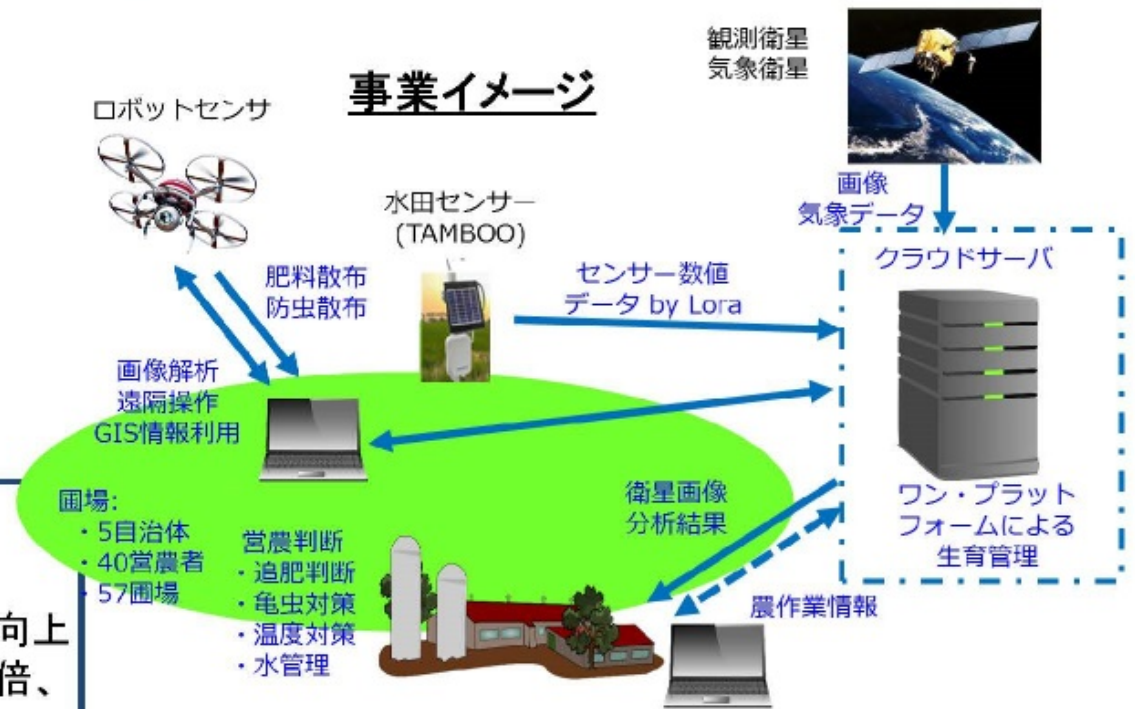 事業イメージ
観測衛星
気象衛星
ロボットセンサ
水田センサー
(TAMBOO)
画像
気象データ
クラウドサーバ
肥料散布
防虫散布
センサー数値
データ by Lora
画像解析
遠隔操作
GIS情報利用
圃場:
・5自治体
・40営農者
・57圃場
営農判断
・追肥判断
・亀虫対策
・温度対策
・水管理
衛星画像
分析結果
ワン・プラット
フォームによる
生育管理
農作業情報
向上
倍、